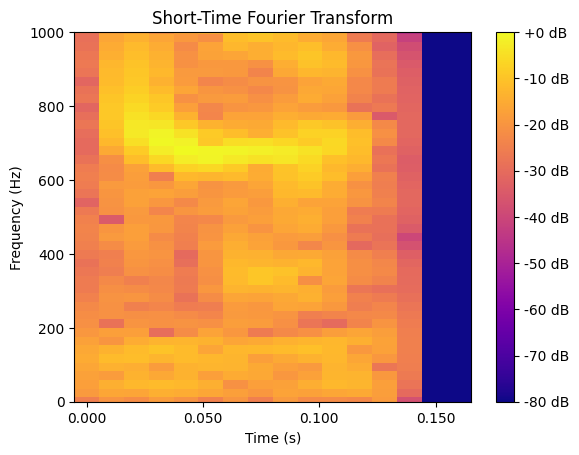 Short-Time Fourier Transform
Frequency (Hz)
1000
800
600
400
200
0
0.000
0.050
0.100
0.150
Time (s)
+0 dB
-10 dB
-20 dB
-30 dB
-40 dB
-50 dB
-60 dB
-70 dB
-80 dB